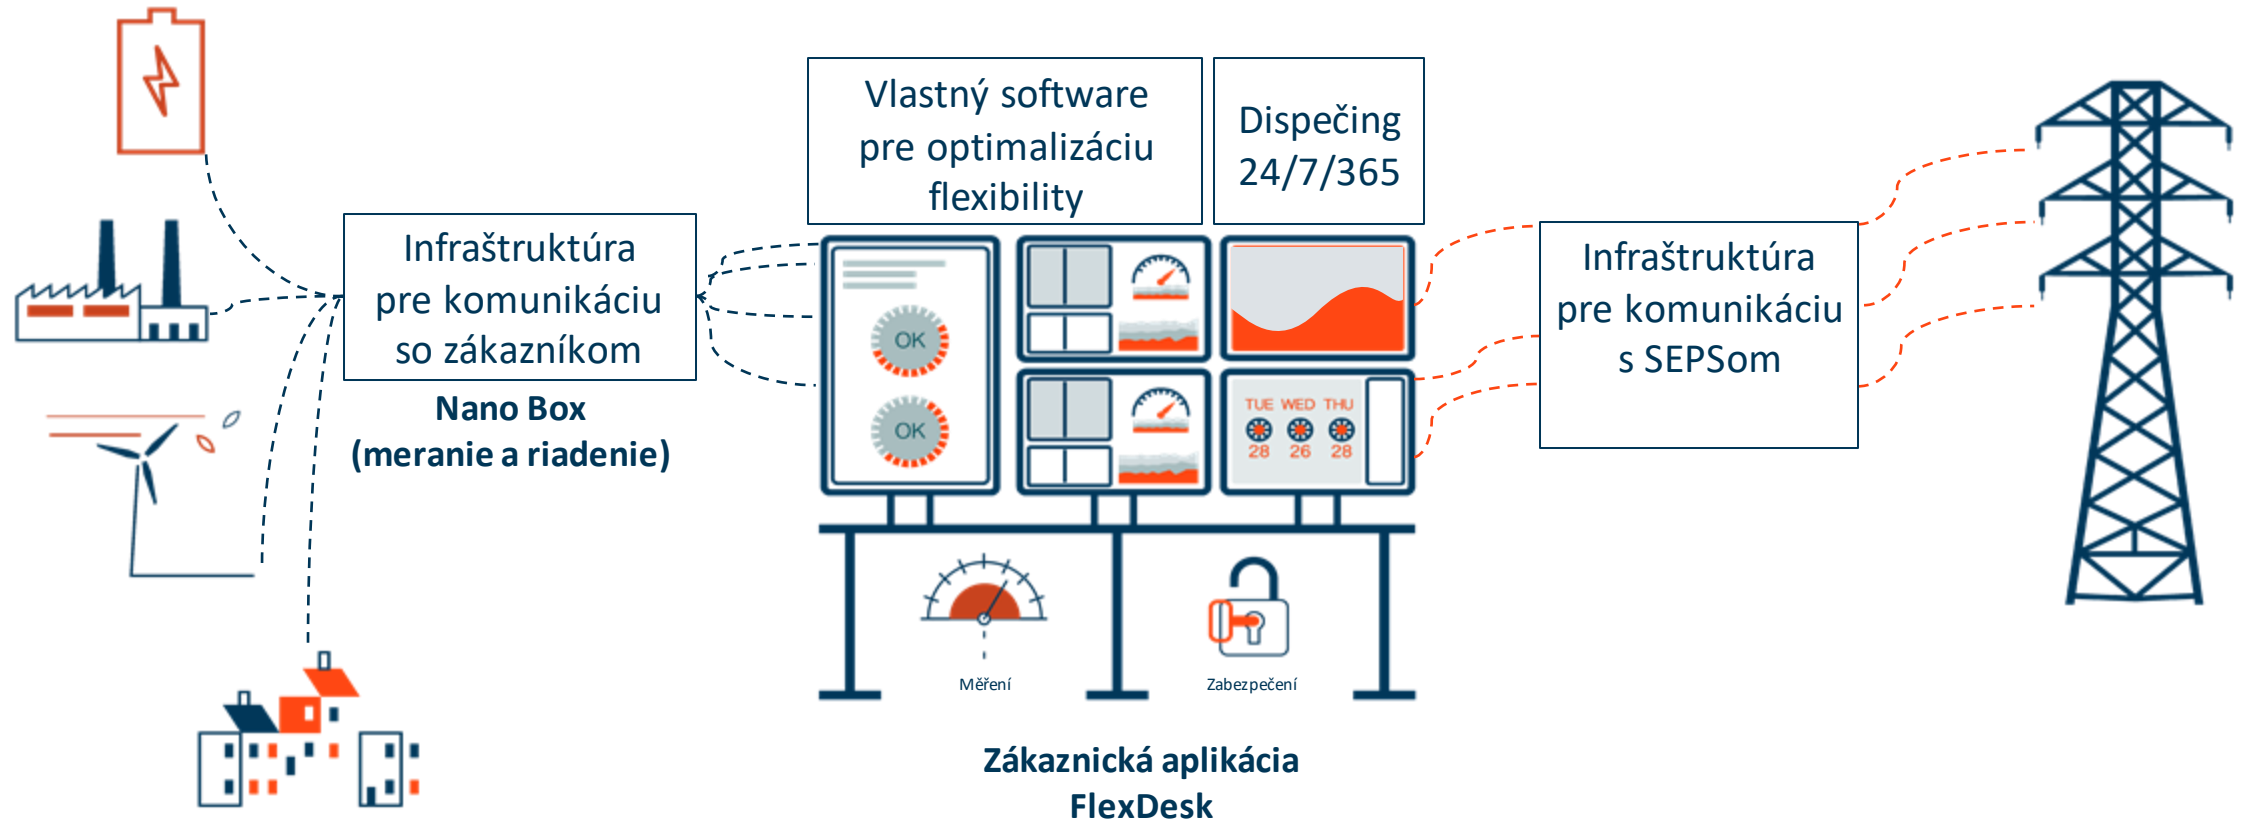 Vlastný software
pre optimalizáciu
flexibility
Dispečing
24/7/365
Infraštruktúra
pre komunikáciu
so zákazníkom
Nano Box
(meranie a riadenie)
OK
OK
TUE WED THU
28 26 28
Infraštruktúra
pre komunikáciu
s SEPSom
Měření
Zabezpečení
Zákaznická aplikácia
FlexDesk